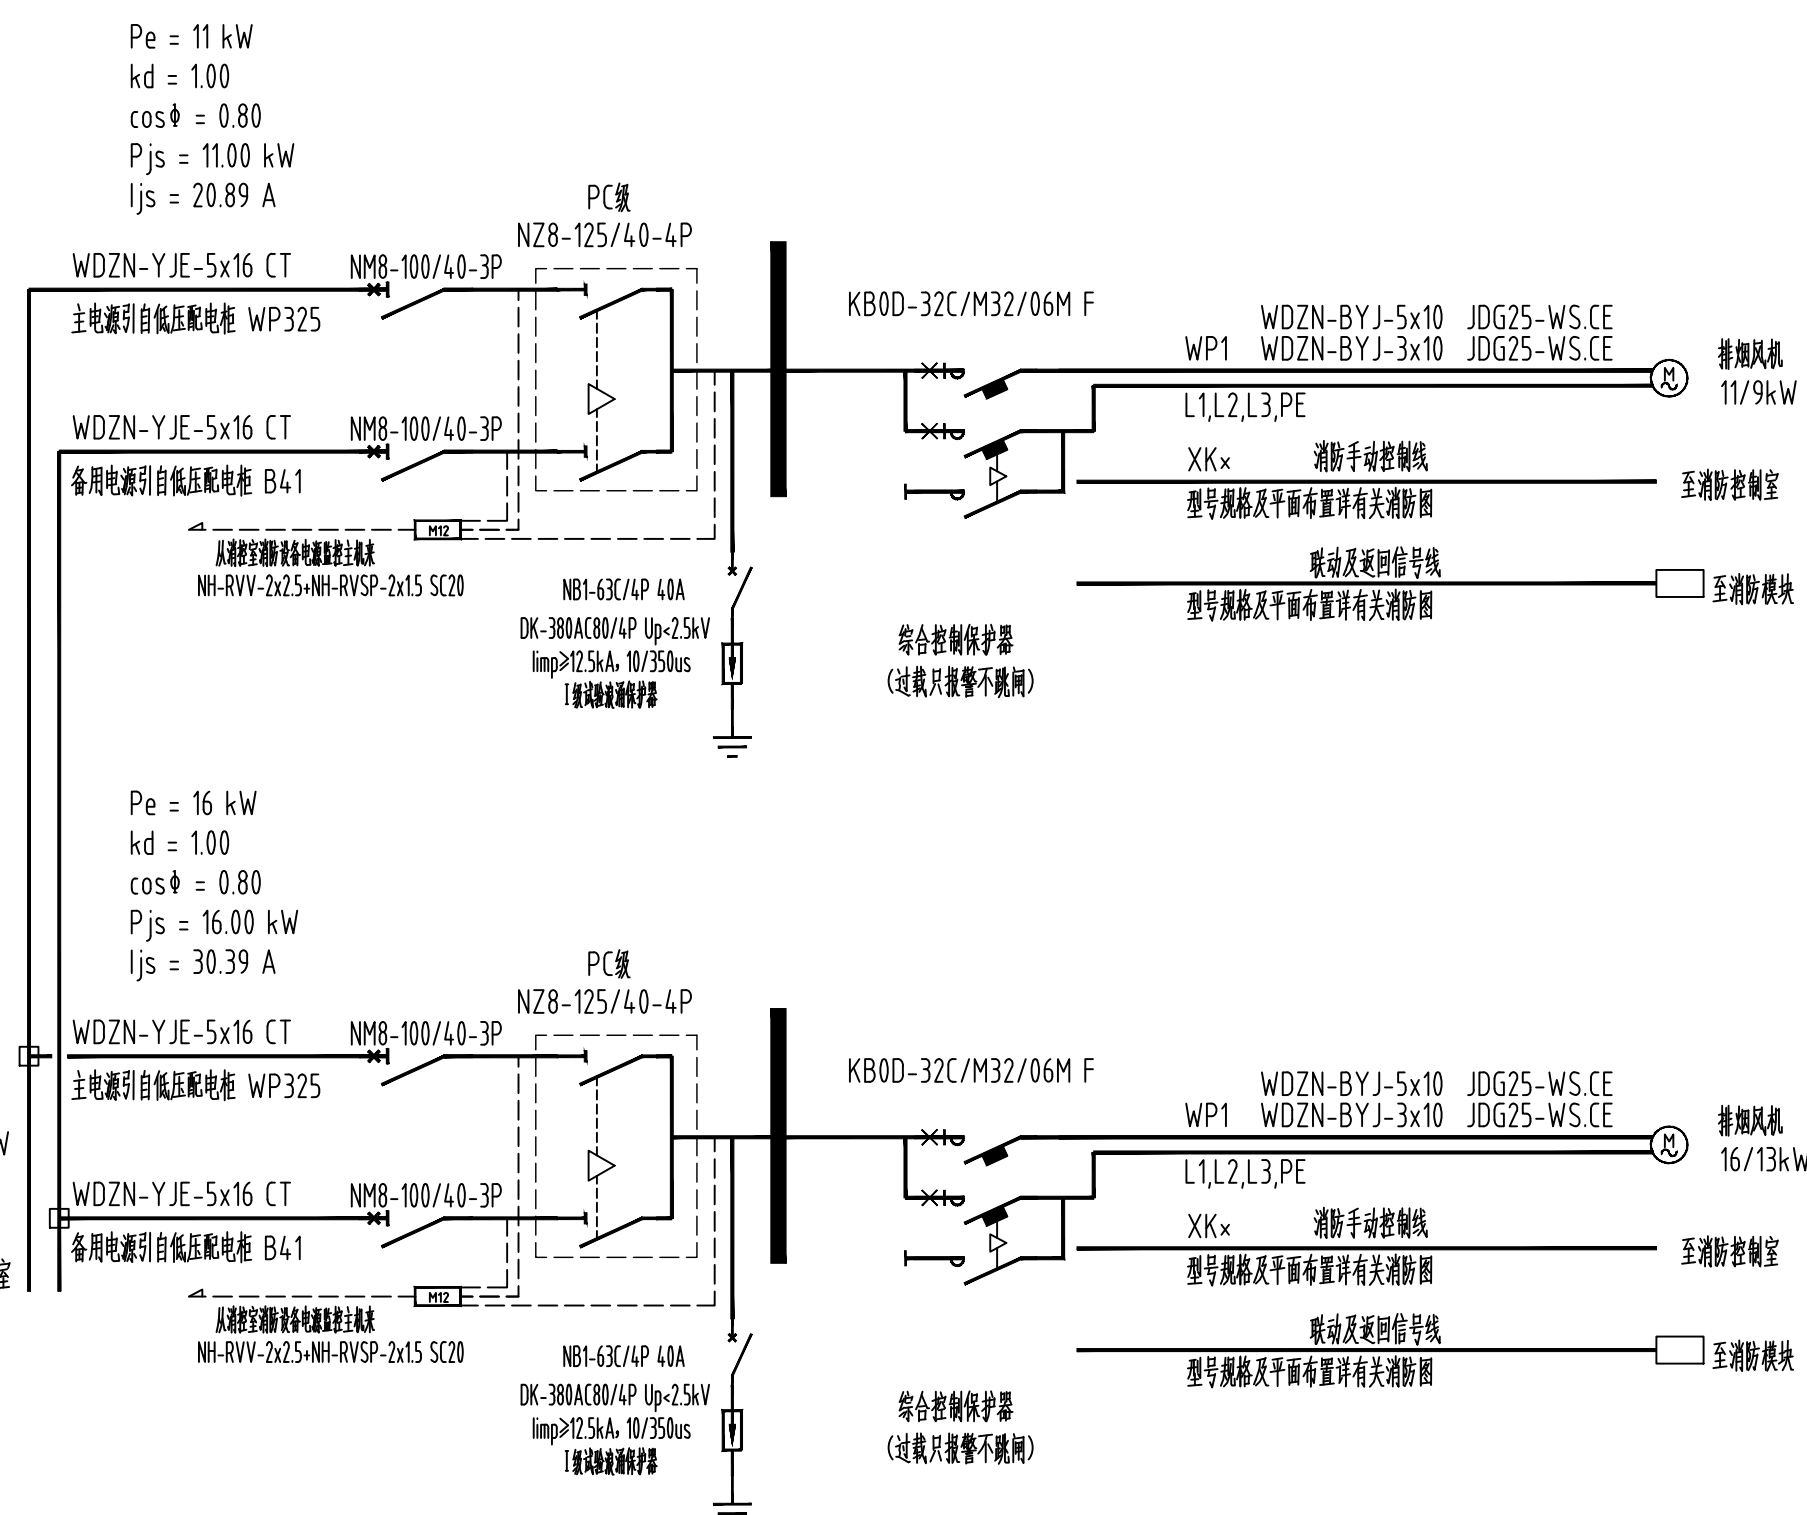 Pe = 11 kW
kd = 1.00
cosΦ = 0.80
Pjs = 11.00 kW
Ijs = 20.89 A
PC级
NZ8-125/40-4P
WDZN-YJE-5x16 CT
NM8-100/40-3P
主电源引自低压配电柜 WP325
KB0D-32C/M32/06M F
WDZN-BYJ-5x10 JDG25-WS.CE
WP1 WDZN-BYJ-3x10 JDG25-WS.CE
L1,L2,L3,PE
排烟风机
11/9kW
WDZN-YJE-5x16 CT
NM8-100/40-3P
备用电源引自低压配电柜 B41
XK× 消防手动控制线
型号规格及平面布置详有关消防图
至消防控制室
M12
从消控室消防设备电源监控主机来
NH-RVV-2x2.5+NH-RVSP-2x1.5 SC20
联动及返回信号线
型号规格及平面布置详有关消防图
至消防模块
NB1-63C/4P 40A
DK-380AC80/4P Up<2.5kV
Iimp≥12.5kA, 10/350us
I级试验浪涌保护器
综合控制保护器
(过载只报警不跳闸)
M
Pe = 16 kW
kd = 1.00
cosΦ = 0.80
Pjs = 16.00 kW
Ijs = 30.39 A
PC级
NZ8-125/40-4P
WDZN-YJE-5x16 CT
NM8-100/40-3P
主电源引自低压配电柜 WP325
KB0D-32C/M32/06M F
WDZN-BYJ-5x10 JDG25-WS.CE
WP1 WDZN-BYJ-3x10 JDG25-WS.CE
L1,L2,L3,PE
排烟风机
16/13kW
W
WDZN-YJE-5x16 CT
NM8-100/40-3P
备用电源引自低压配电柜 B41
XK× 消防手动控制线
型号规格及平面布置详有关消防图
至消防控制室
室
M12
从消控室消防设备电源监控主机来
NH-RVV-2x2.5+NH-RVSP-2x1.5 SC20
联动及返回信号线
型号规格及平面布置详有关消防图
至消防模块
NB1-63C/4P 40A
DK-380AC80/4P Up<2.5kV
Iimp≥12.5kA, 10/350us
I级试验浪涌保护器
综合控制保护器
(过载只报警不跳闸)
M